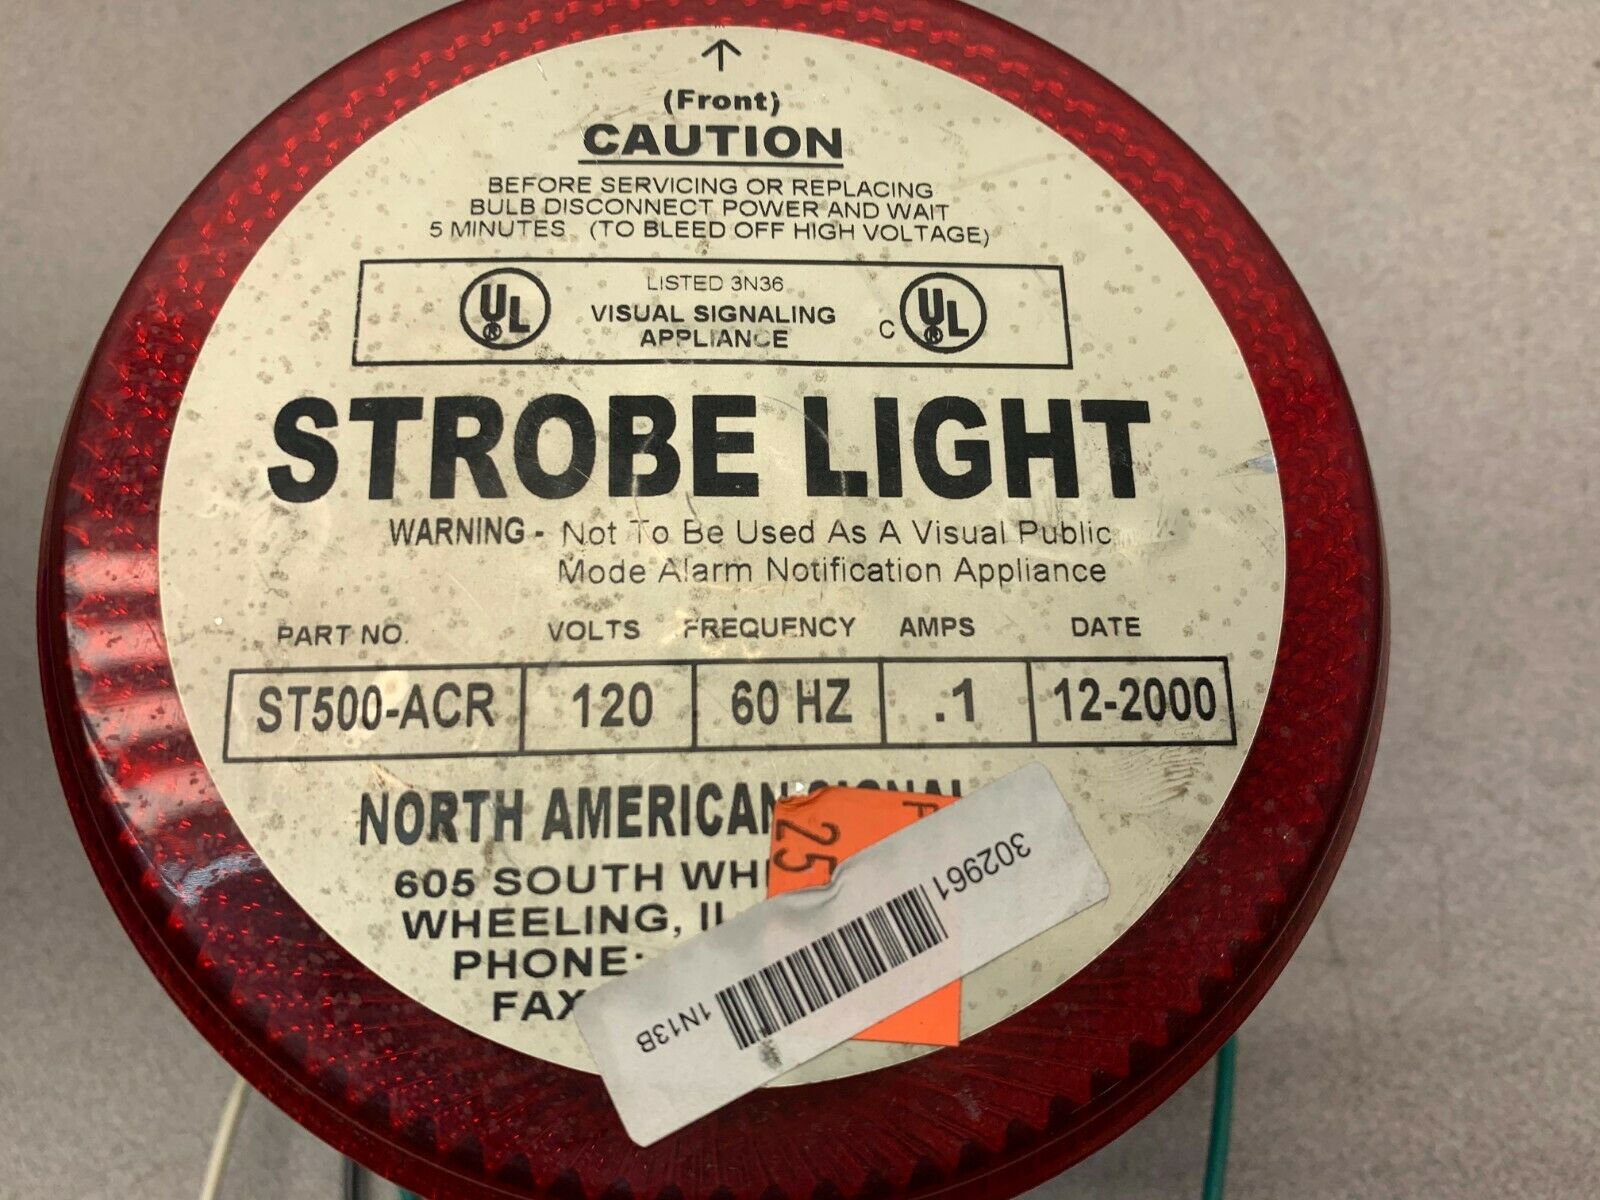 (Front)
CAUTION
BEFORE SERVICING OR REPLACING
BULB DISCONNECT POWER AND WAIT
5 MINUTES (TO BLEED OFF HIGH VOLTAGE)
UL ®
LISTED 3N36
VISUAL SIGNALING
APPLIANCE
C UL ®
STROBE LIGHT
WARNING - Not To Be Used As A Visual Public
Mode Alarm Notification Appliance
PART NO. VOLTS FREQUENCY AMPS DATE
ST500-ACR 120 60 HZ .1 12-2000
NORTH AMERICAN SIGNAL
605 SOUTH WH
WHEELING, IL
PHONE:
FAX
25
302961
1N13B